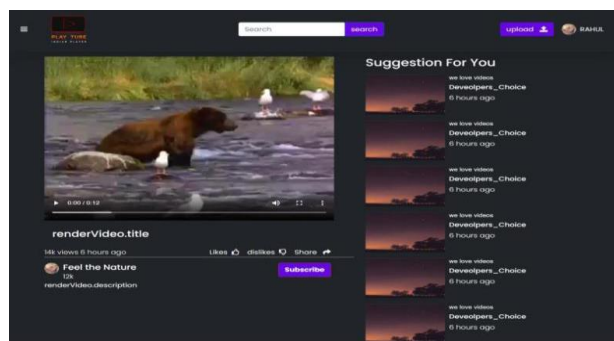 PLAY TUBE
INDIAN PLAYER
search
search
upload
RAHUL
0:00 / 0:12
renderVideo.title
14k views 6 hours ago
Likes
dislikes
Share
Feel the Nature
12k
Subscribe
renderVideo.description
Suggestion For You
we love videos
Deveolpers_Choice
6 hours ago
we love videos
Deveolpers_Choice
6 hours ago
we love videos
Deveolpers_Choice
6 hours ago
we love videos
Deveolpers_Choice
6 hours ago
we love videos
Deveolpers_Choice
6 hours ago
we love videos
Deveolpers_Choice
6 hours ago